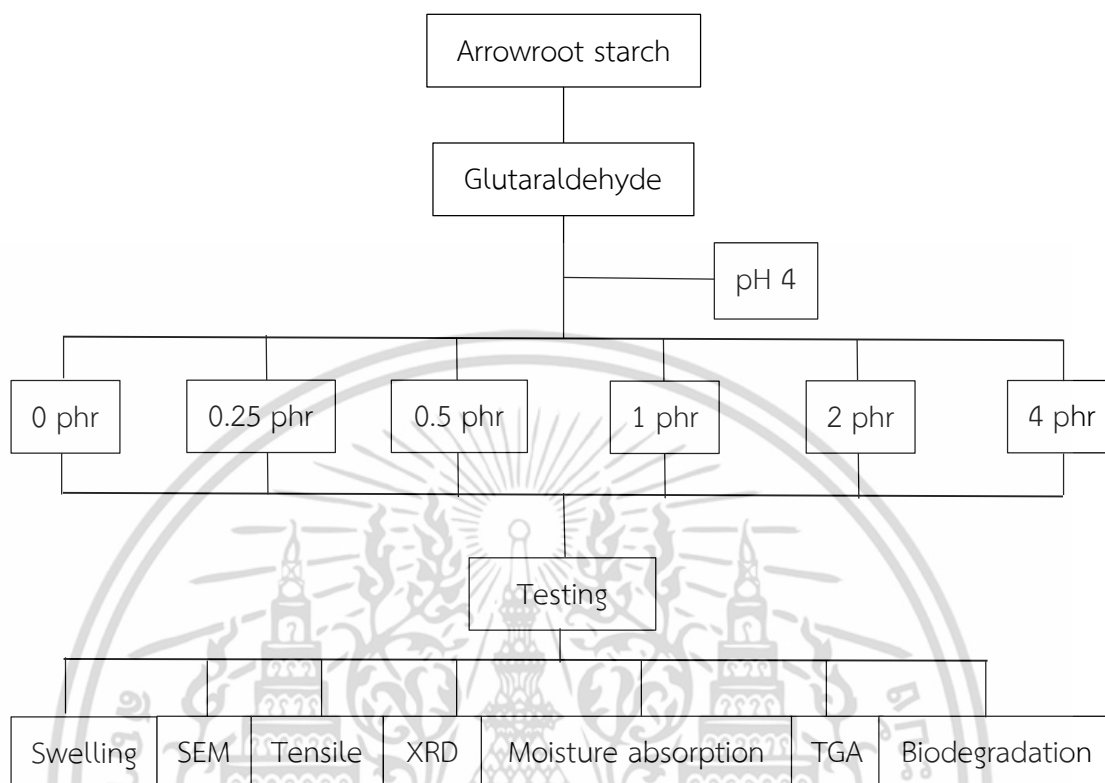 Arrowroot starch
Glutaraldehyde
pH 4
0 phr
0.25 phr
0.5 phr
1 phr
2 phr
4 phr
Testing
Swelling
SEM
Tensile
XRD
Moisture absorption
TGA
Biodegradation